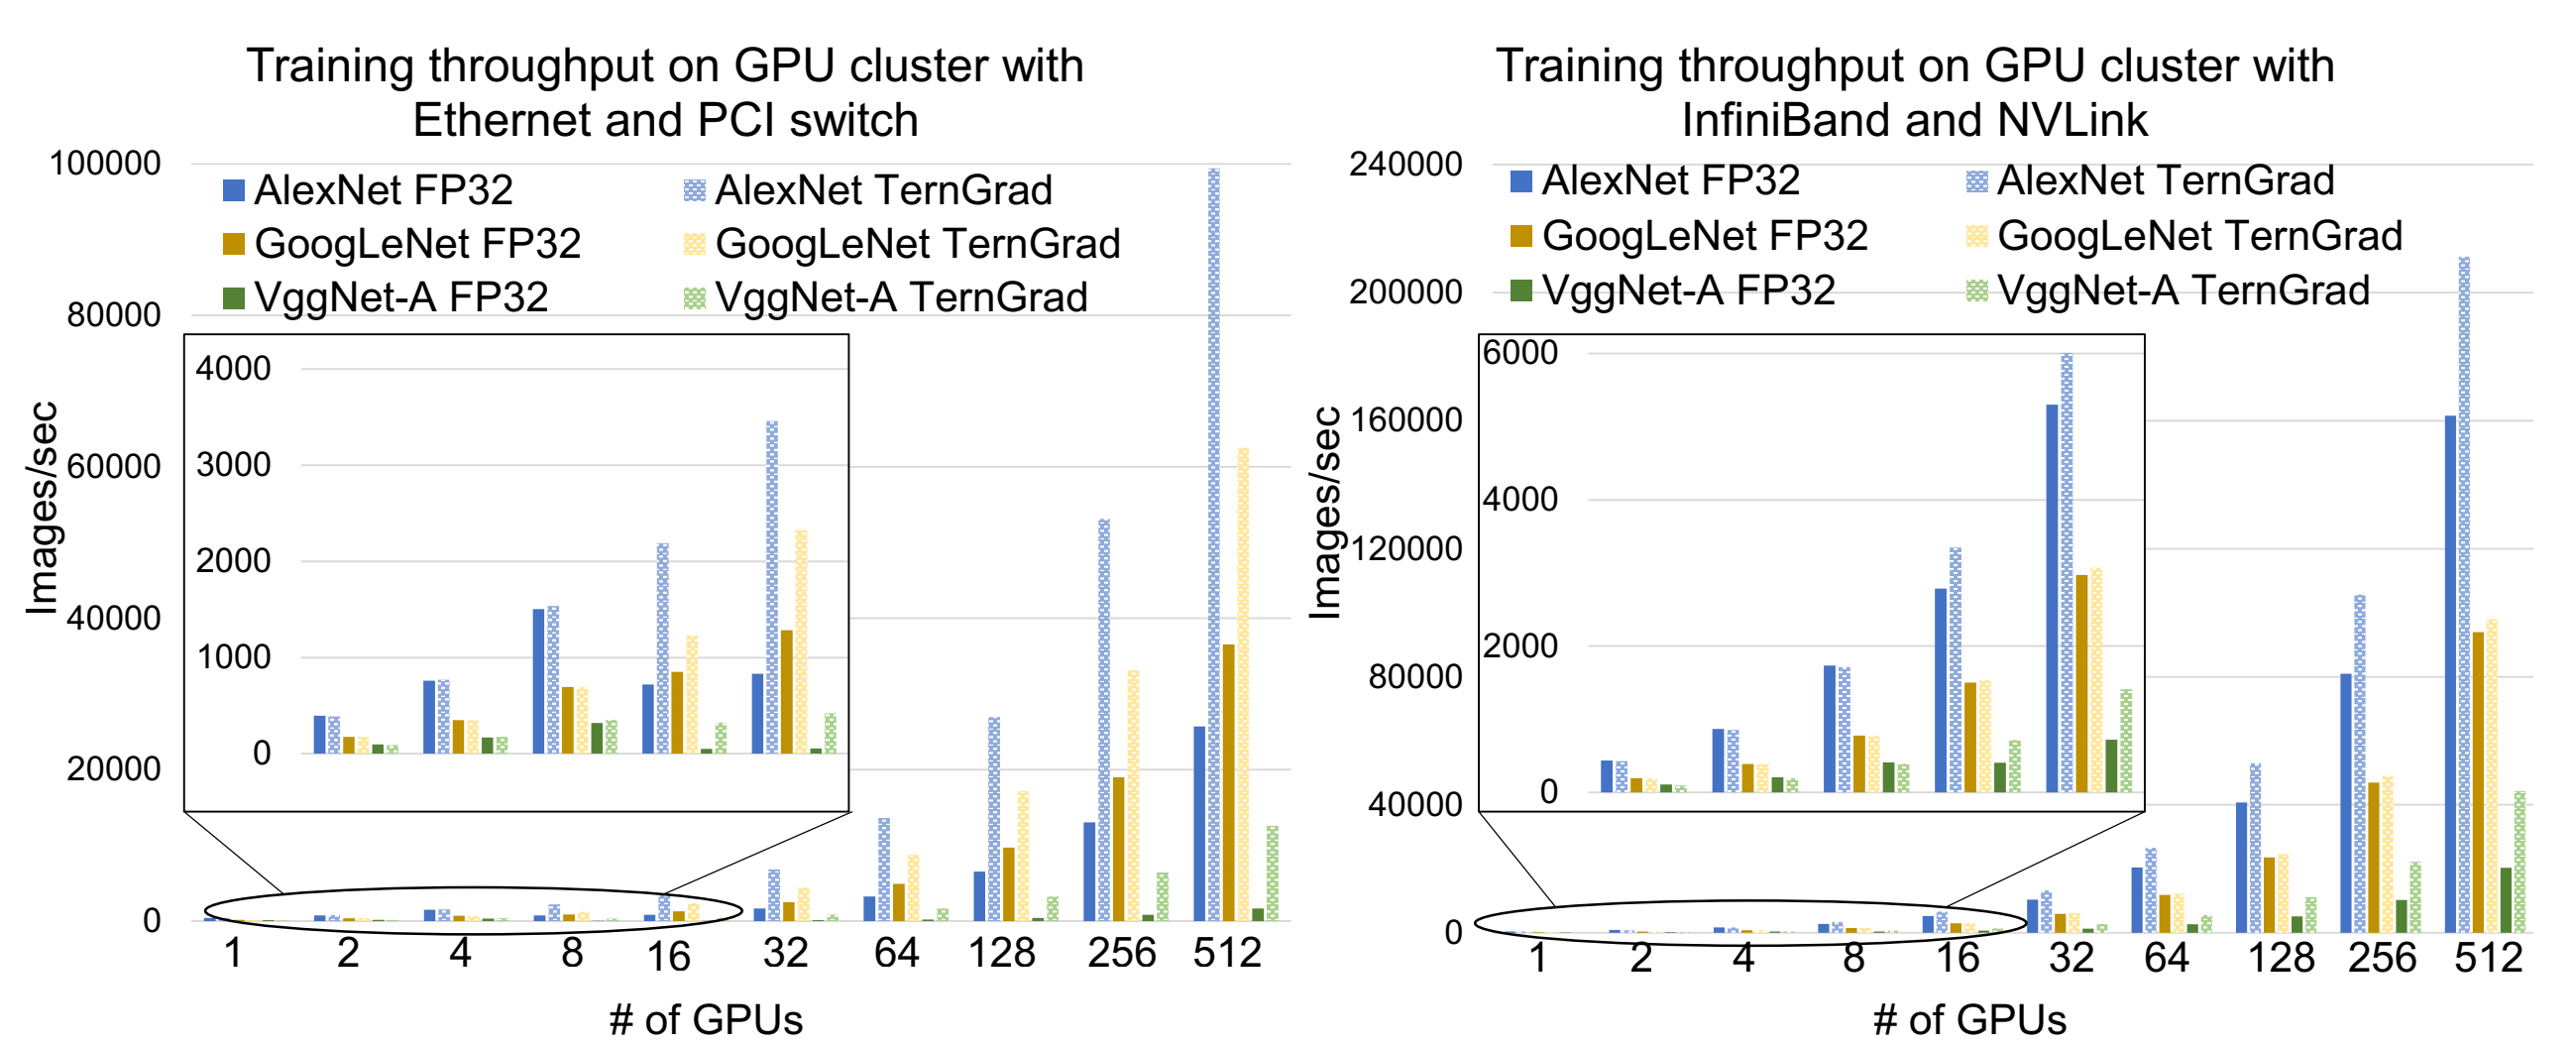 Training throughput on GPU cluster with
Ethernet and PCI switch
100000
80000
60000
40000
20000
0
Images/sec
AlexNet FP32
AlexNet TernGrad
GoogLeNet FP32
GoogLeNet TernGrad
VggNet-A FP32
VggNet-A TernGrad
4000
3000
2000
1000
0
1 2 4 8 16 32 64 128 256 512
# of GPUs
Training throughput on GPU cluster with
InfiniBand and NVLink
240000
200000
160000
120000
80000
40000
0
Images/sec
AlexNet FP32
AlexNet TernGrad
GoogLeNet FP32
GoogLeNet TernGrad
VggNet-A FP32
VggNet-A TernGrad
6000
4000
2000
0
1 2 4 8 16 32 64 128 256 512
# of GPUs